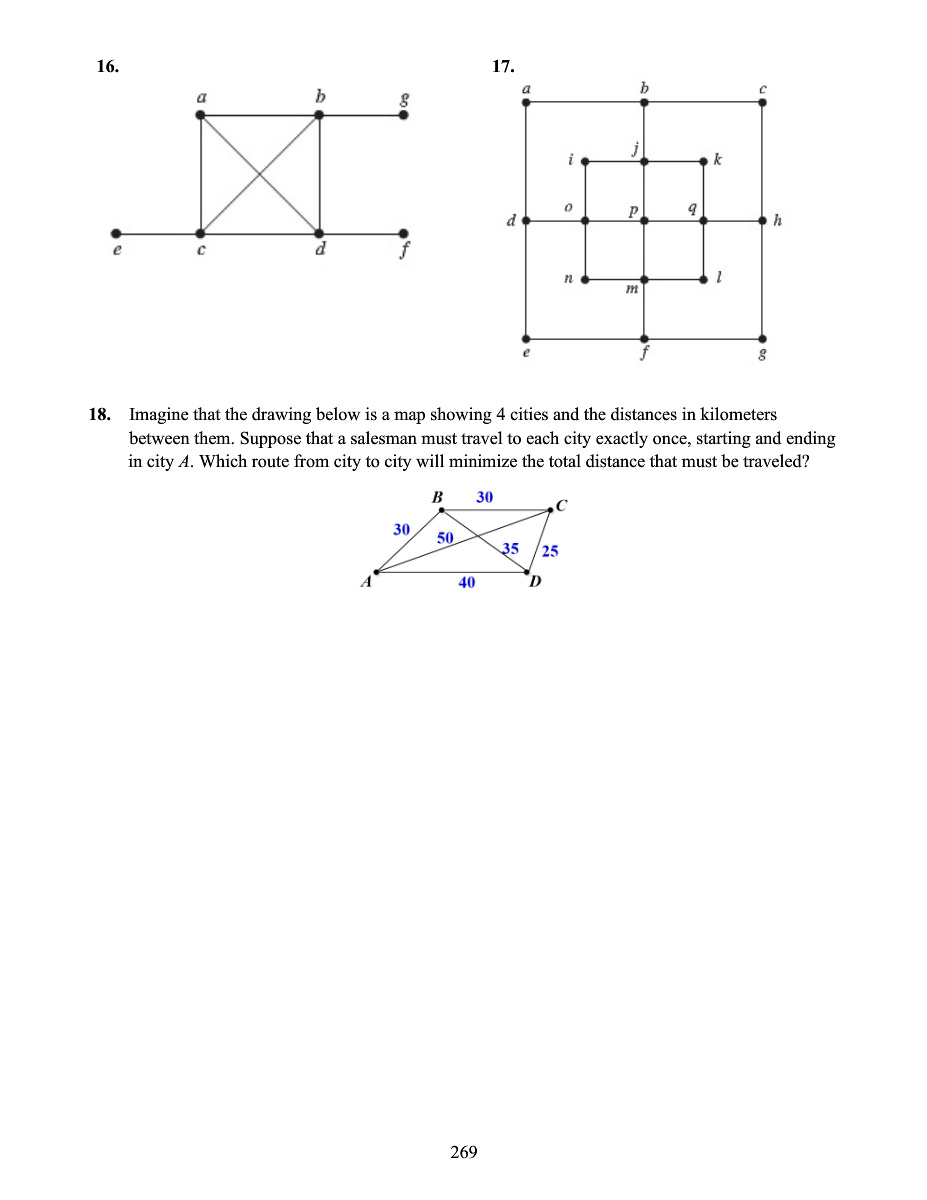 16.
a b g
e c d f
17.
a b c
i j k
d o p q h
n m l
e f g
18. Imagine that the drawing below is a map showing 4 cities and the distances in kilometers
between them. Suppose that a salesman must travel to each city exactly once, starting and ending
in city A. Which route from city to city will minimize the total distance that must be traveled?
B 30 C
30 50 35 25
A 40 D
269